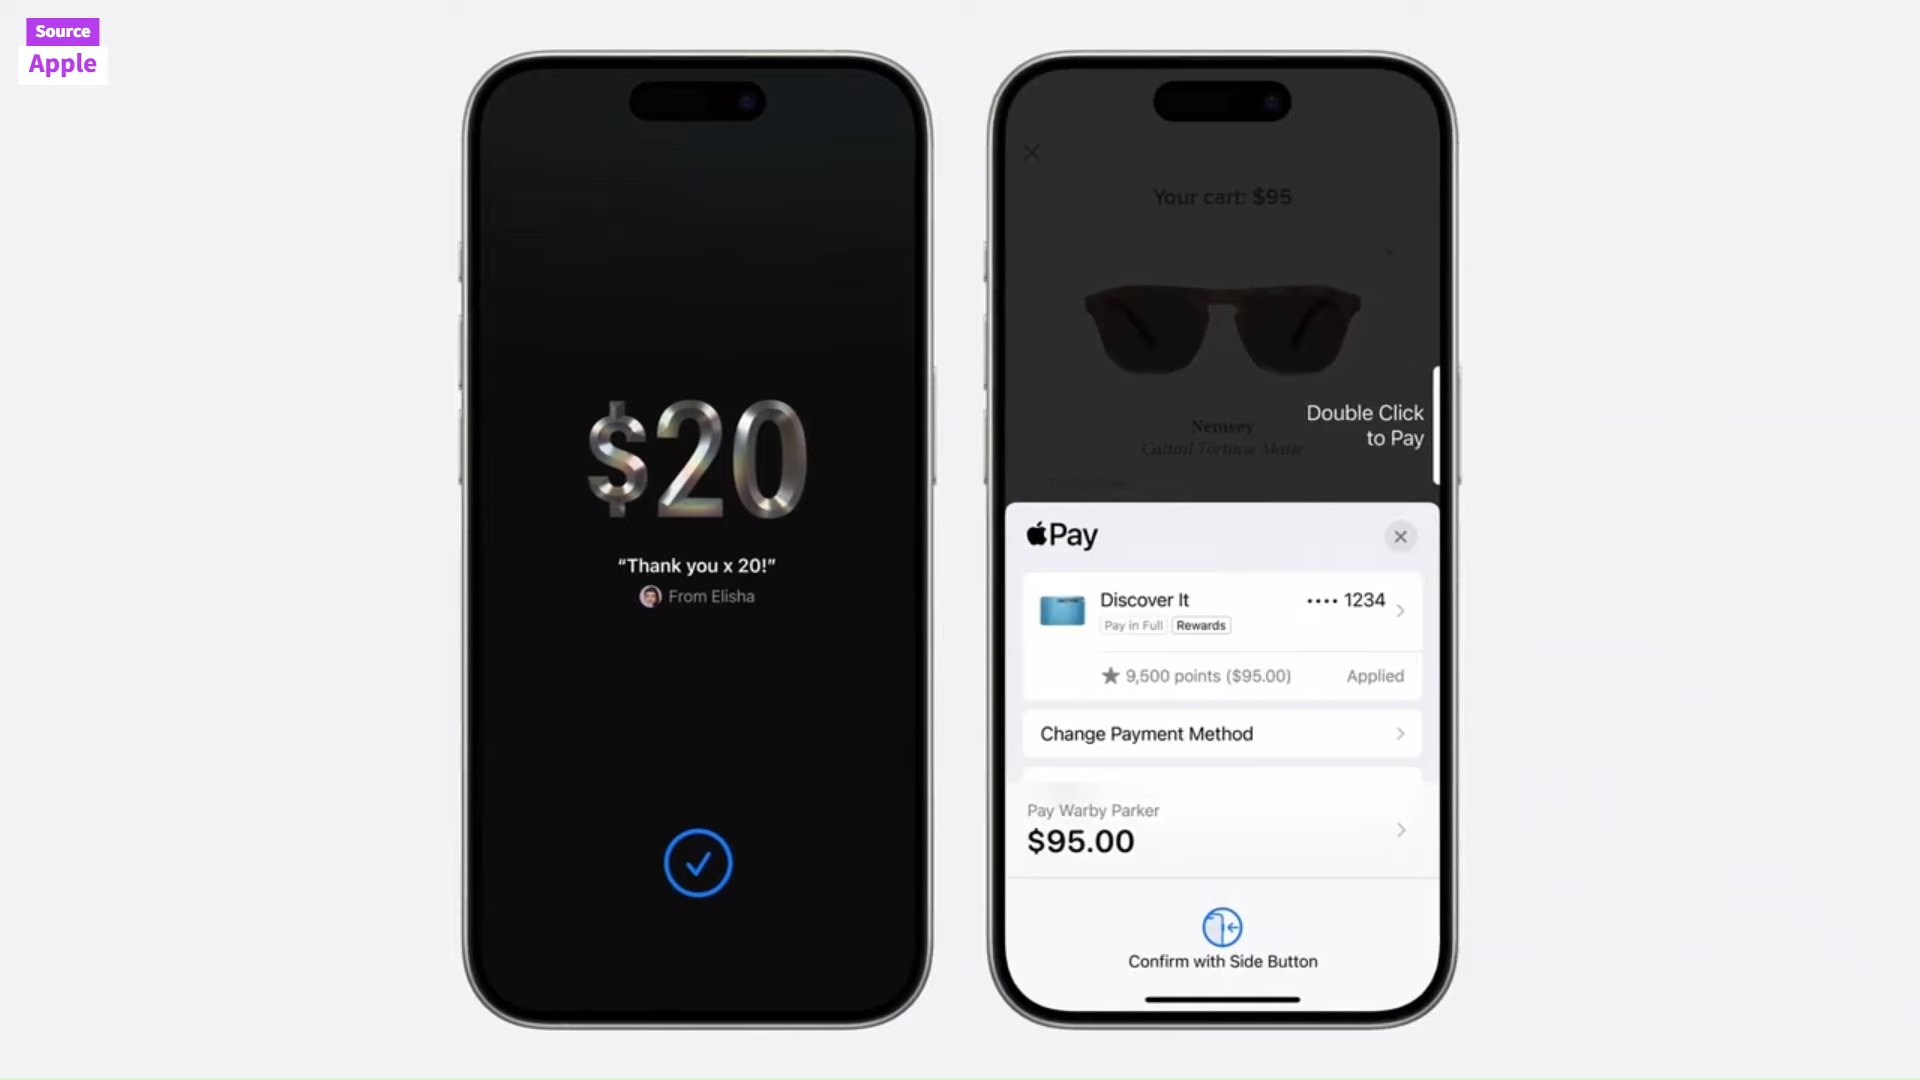 Source
Apple
$20
“Thank you x 20!”
From Elisha
Your cart: $95
Nemsey
Cattail Tortoise Matte
Double Click
to Pay
Pay
Discover It
•••• 1234
Pay in Full
Rewards
★ 9,500 points ($95.00)
Applied
Change Payment Method
Pay Warby Parker
$95.00
Confirm with Side Button